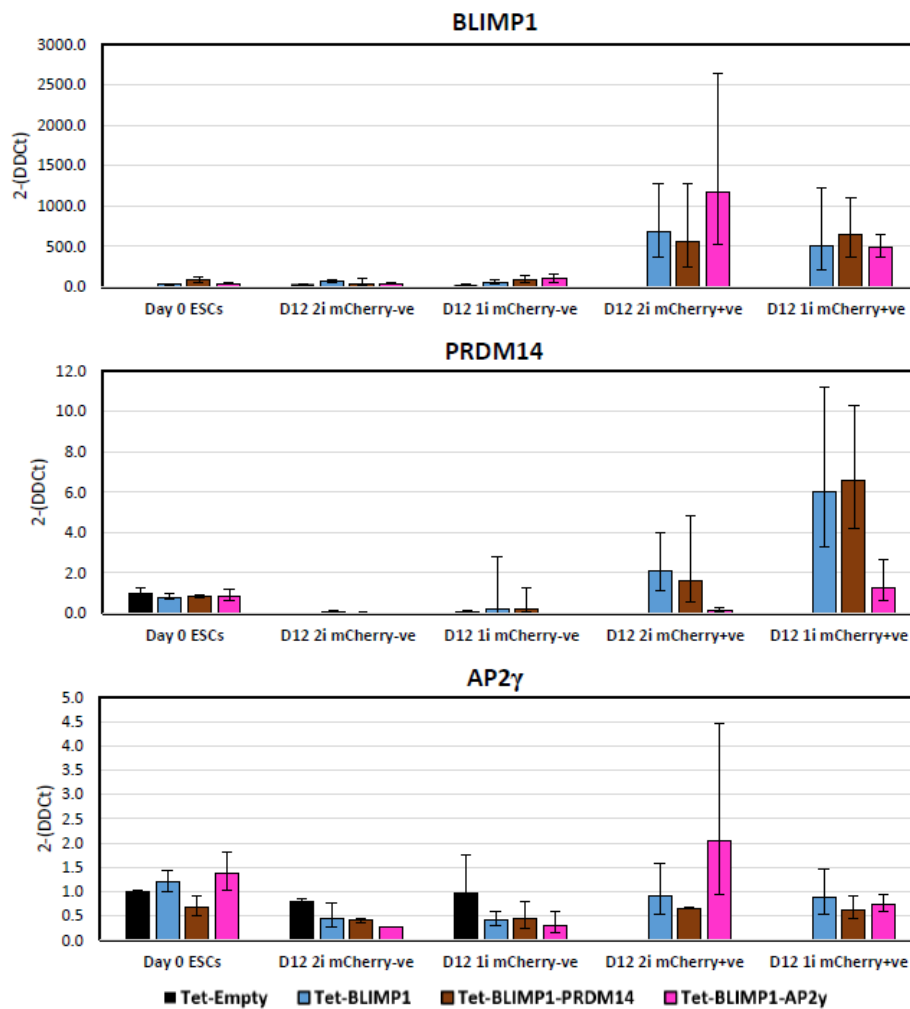 BLIMP1
3000.0
2500.0
2000.0
1500.0
1000.0
500.0
0.0
2-(DDCt)
Day 0 ESCs D12 2i mCherry-ve D12 1i mCherry-ve D12 2i mCherry+ve D12 1i mCherry+ve
PRDM14
12.0
10.0
8.0
6.0
4.0
2.0
0.0
2-(DDCt)
Day 0 ESCs D12 2i mCherry-ve D12 1i mCherry-ve D12 2i mCherry+ve D12 1i mCherry+ve
AP2γ
5.0
4.5
4.0
3.5
3.0
2.5
2.0
1.5
1.0
0.5
0.0
2-(DDCt)
Day 0 ESCs D12 2i mCherry-ve D12 1i mCherry-ve D12 2i mCherry+ve D12 1i mCherry+ve
Tet-Empty Tet-BLIMP1 Tet-BLIMP1-PRDM14 Tet-BLIMP1-AP2y